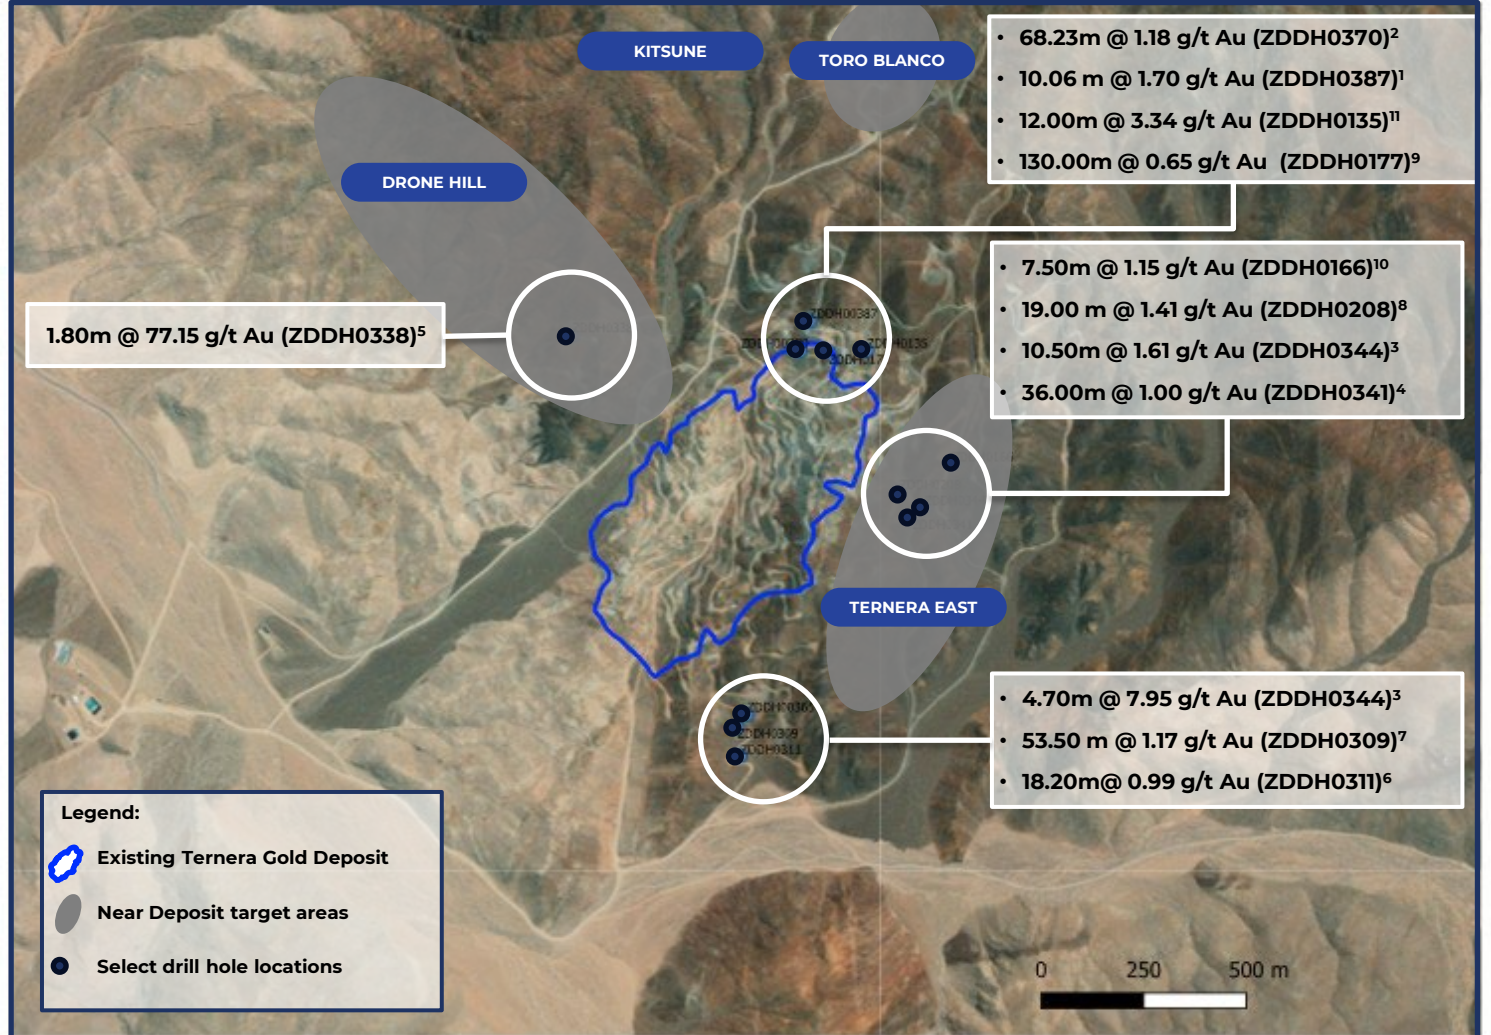 KITSUNE
TORO BLANCO
DRONE HILL
• 68.23m @ 1.18 g/t Au (ZDDH0370)²
• 10.06 m @ 1.70 g/t Au (ZDDH0387)¹
• 12.00m @ 3.34 g/t Au (ZDDH0135)¹¹
• 130.00m @ 0.65 g/t Au (ZDDH0177)⁹
• 7.50m @ 1.15 g/t Au (ZDDH0166)¹⁰
• 19.00 m @ 1.41 g/t Au (ZDDH0208)⁸
• 10.50m @ 1.61 g/t Au (ZDDH0344)³
• 36.00m @ 1.00 g/t Au (ZDDH0341)⁴
1.80m @ 77.15 g/t Au (ZDDH0338)⁵
ZDDH00387
TERNERA EAST
• 4.70m @ 7.95 g/t Au (ZDDH0344)³
• 53.50 m @ 1.17 g/t Au (ZDDH0309)⁷
• 18.20m@ 0.99 g/t Au (ZDDH0311)⁶
ZDDH0309
ZDDH0311
Legend:
Existing Ternera Gold Deposit
Near Deposit target areas
Select drill hole locations
0 250 500 m